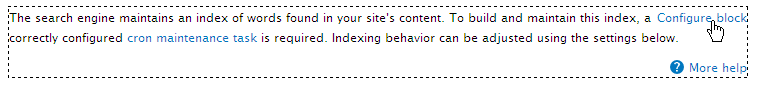 The search engine maintains an index of words found in your site's content. To build and maintain this index, a Configure block
correctly configured cron maintenance task is required. Indexing behavior can be adjusted using the settings below.
? More help